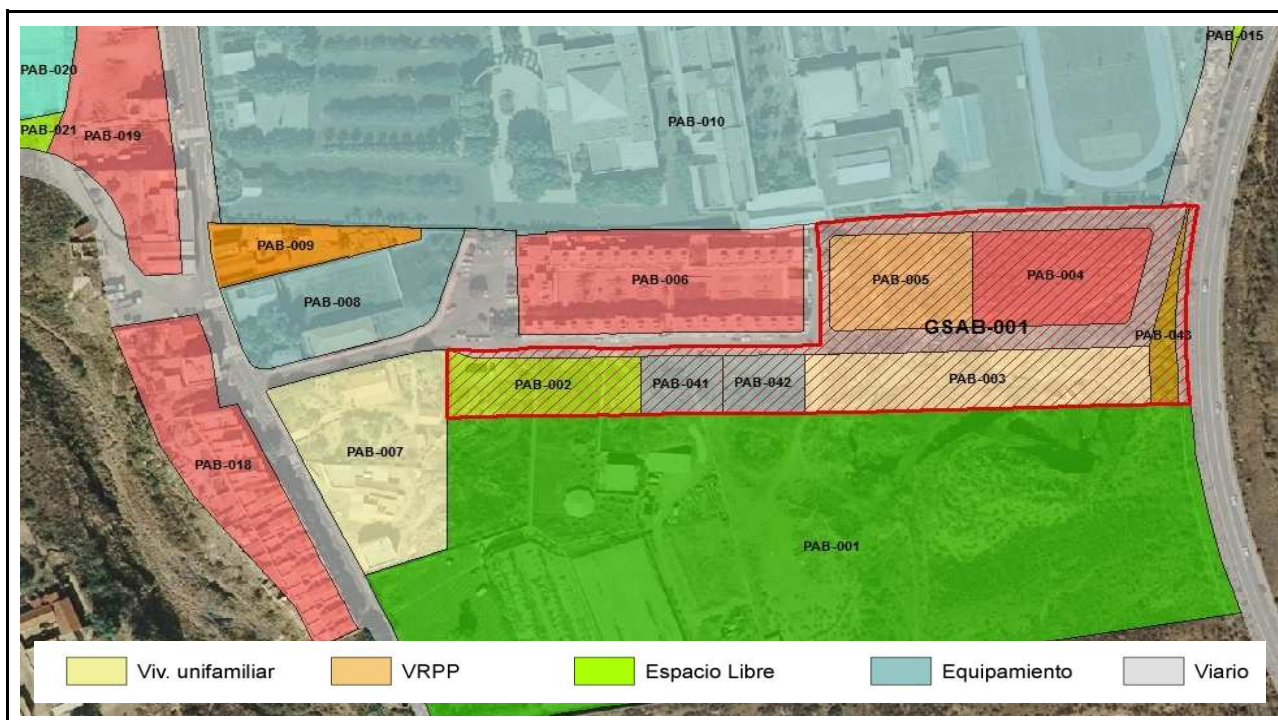 PAB-015
PAB-020
PAB-010
PAB-021
PAB-019
PAB-009
PAB-006
PAB-005
PAB-004
PAB-008
GSAB-001
PAB-043
PAB-002
PAB-041
PAB-042
PAB-003
PAB-007
PAB-018
PAB-001
Viv. unifamiliar
VRPP
Espacio Libre
Equipamiento
Viario